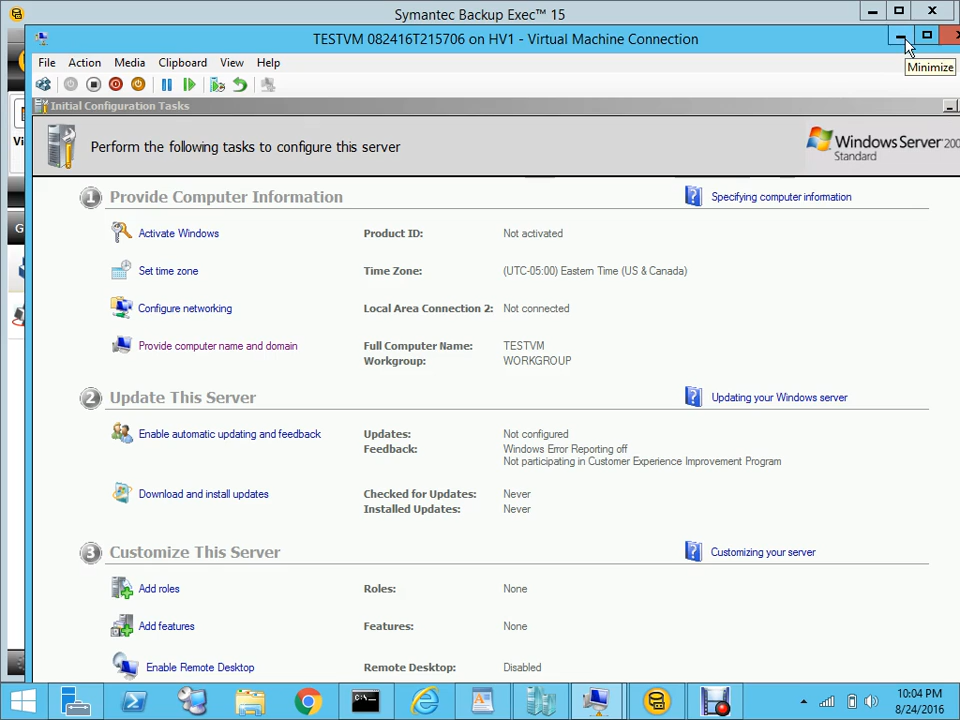 Symantec Backup Exec™ 15
TESTVM 082416T215706 on HV1 - Virtual Machine Connection
File Action Media Clipboard View Help
Minimize
Initial Configuration Tasks
Perform the following tasks to configure this server
Windows Server 200
Standard
Vi
1 Provide Computer Information Specifying computer information
Activate Windows Product ID: Not activated
G
Set time zone Time Zone: (UTC-05:00) Eastern Time (US & Canada)
Configure networking Local Area Connection 2: Not connected
Provide computer name and domain Full Computer Name: TESTVM
Workgroup: WORKGROUP
2 Update This Server Updating your Windows server
Enable automatic updating and feedback Updates: Not configured
Feedback: Windows Error Reporting off
Not participating in Customer Experience Improvement Program
Download and install updates Checked for Updates: Never
Installed Updates: Never
3 Customize This Server Customizing your server
Add roles Roles: None
Add features Features: None
Enable Remote Desktop Remote Desktop: Disabled
10:04 PM
8/24/2016